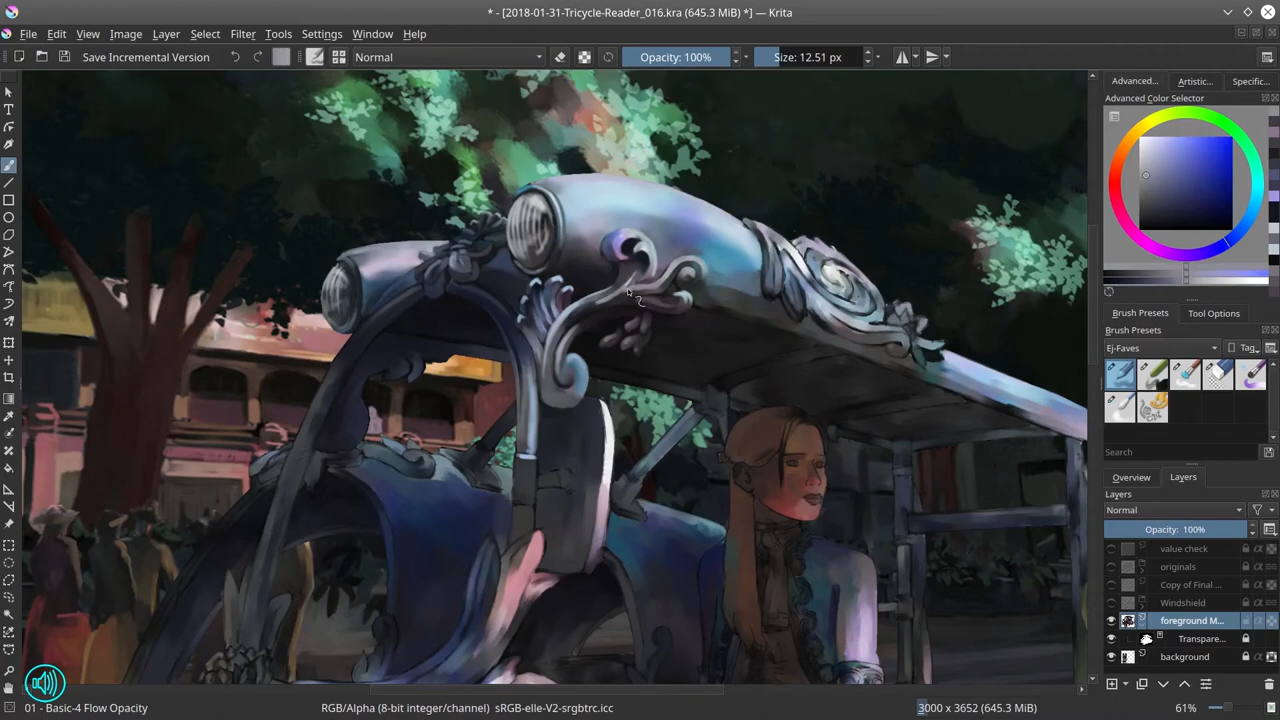 * - [2018-01-31-Tricycle-Reader_016.kra (645.3 MiB) *] — Krita
File Edit View Image Layer Select Filter Tools Settings Window Help
Save Incremental Version Normal Opacity: 100% Size: 12.51 px
Advanced... Artistic... Specific...
Advanced Color Selector
Brush Presets Tool Options
Brush Presets
Ej-Faves Tag
Search
Overview Layers
Layers
Normal
Opacity: 100%
value check
originals
Copy of Final ...
Windshield
foreground M...
Transpare...
background
01 - Basic-4 Flow Opacity RGB/Alpha (8-bit integer/channel) sRGB-elle-V2-srgbtrc.icc 3000 x 3652 (645.3 MiB) 61%